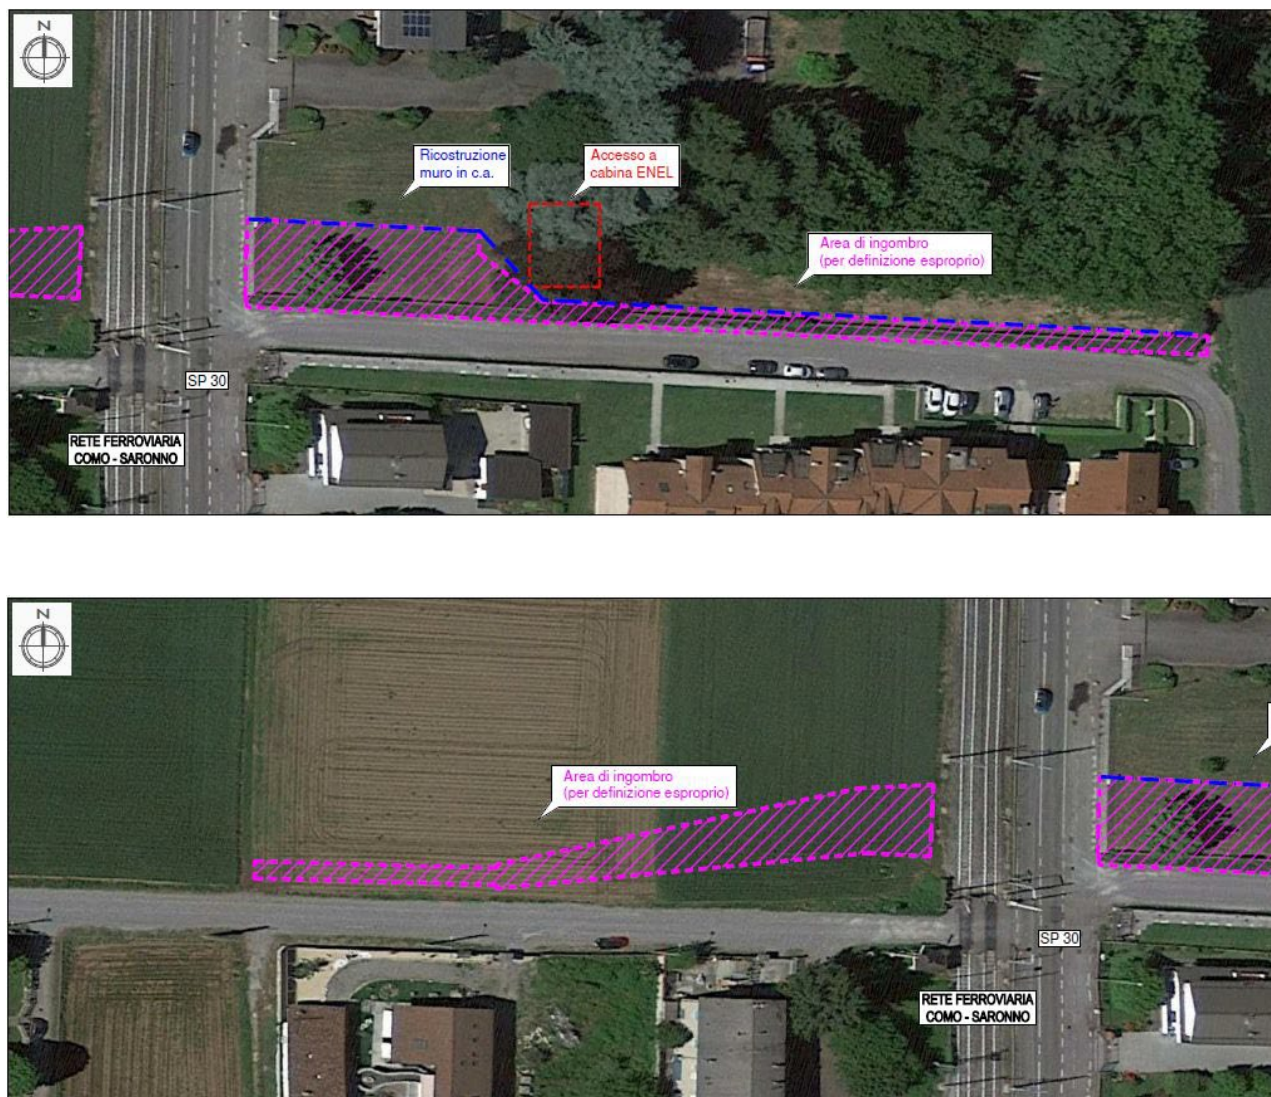 N
Ricostruzione
muro in c.a.
Accesso a
cabina ENEL
Area di ingombro
(per definizione esproprio)
SP 30
RETE FERROVIARIA
COMO - SARONNO
N
Area di ingombro
(per definizione esproprio)
SP 30
RETE FERROVIARIA
COMO - SARONNO